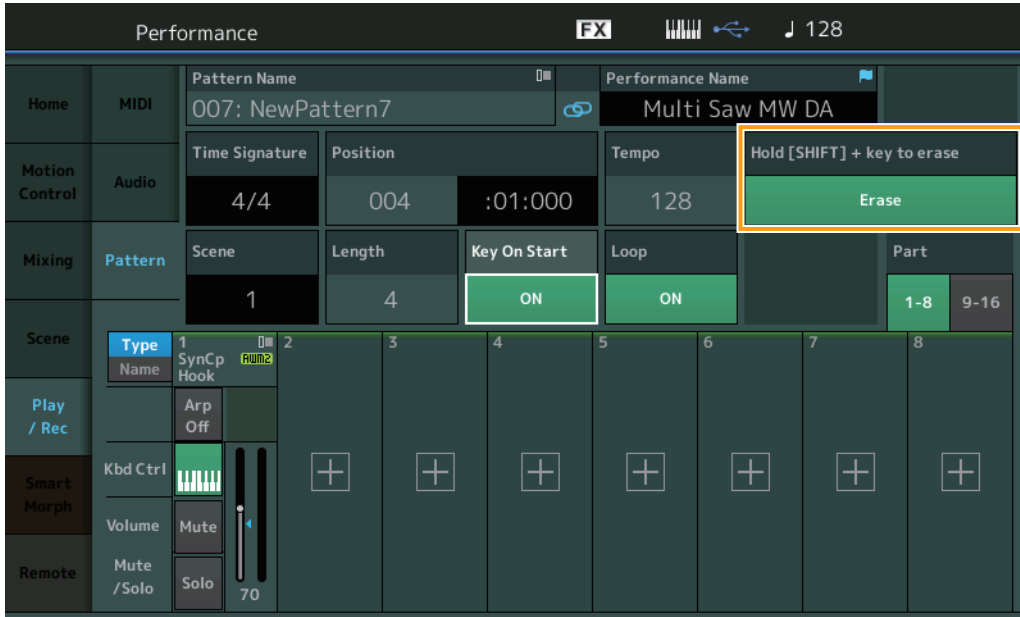 Performance
FX
128
Home
Motion
Control
Mixing
Scene
Play
/ Rec
Smart
Morph
Remote
MIDI
Audio
Pattern
Pattern Name
007: NewPattern7
Performance Name
Multi Saw MW DA
Time Signature
4/4
Position
004
:01:000
Tempo
128
Hold [SHIFT] + key to erase
Erase
Scene
1
Length
4
Key On Start
ON
Loop
ON
Part
1-8
9-16
Type
Name
Kbd Ctrl
Volume
Mute
/Solo
1
SynCp
AWM2
Hook
Arp
Off
Mute
Solo
70
2
3
4
5
6
7
8